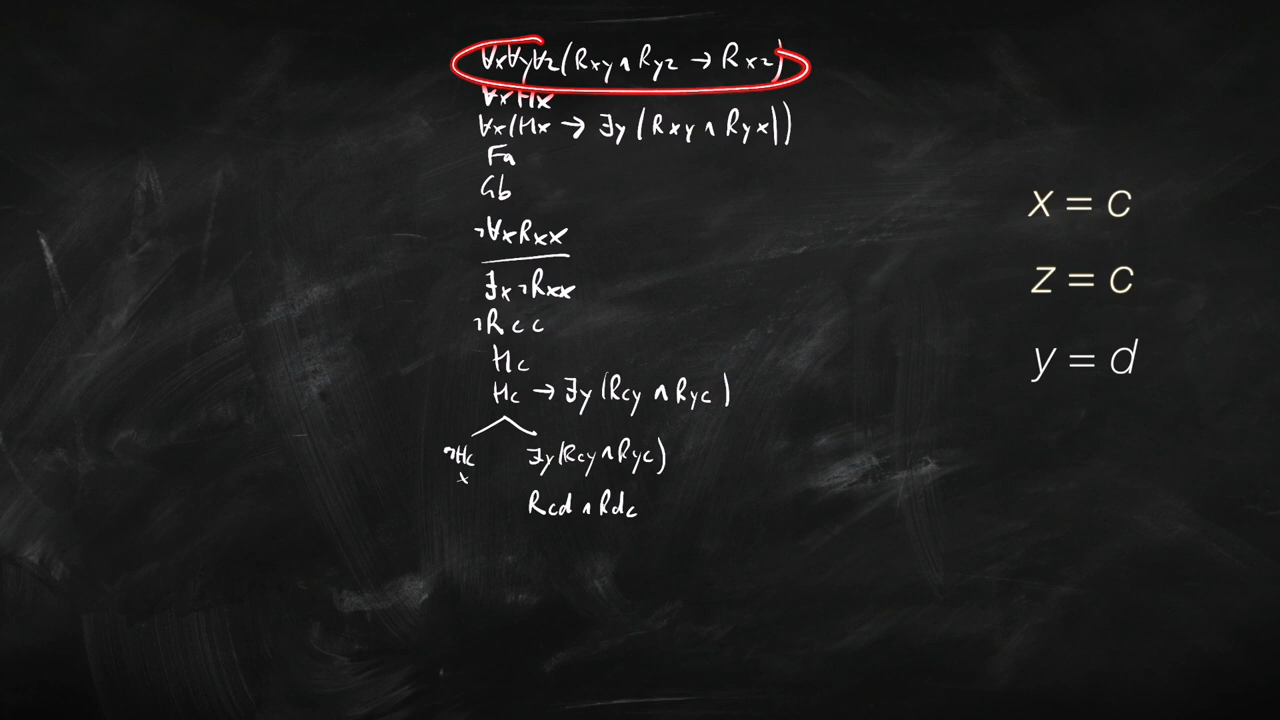 ∀x∀y∀z(Rxy ∧ Ryz → Rxz)
∀xHx
∀x(Hx → ∃y(Rxy ∧ Ryx))
Fa
Gb
¬∀xRxx
∃x¬Rxx
¬Rcc
Hc
Hc → ∃y(Rcy ∧ Ryc)
¬Hc ∃y(Rcy ∧ Ryc)
x
Rcd ∧ Rdc
x = c
z = c
y = d